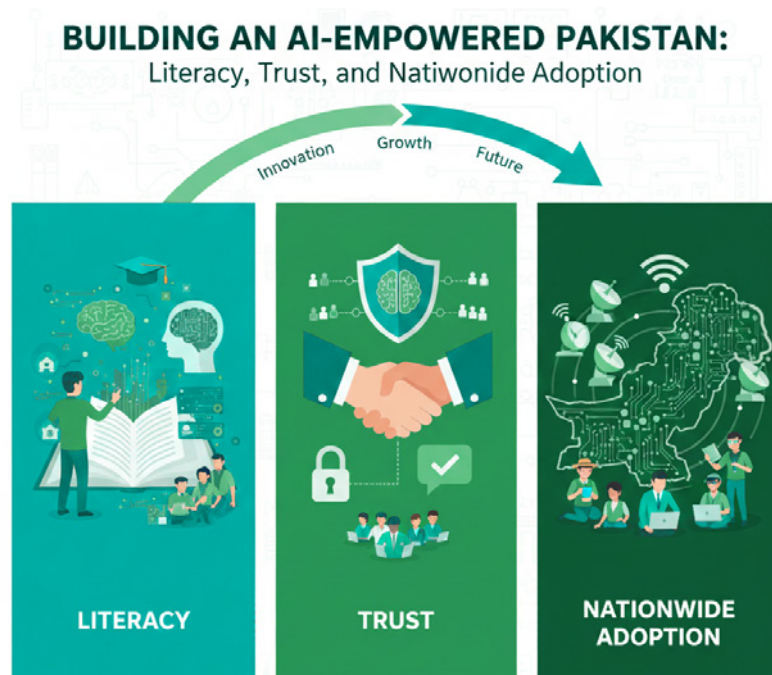 BUILDING AN AI-EMPOWERED PAKISTAN:
Literacy, Trust, and Natiwonide Adoption
Innovation
Growth
Future
LITERACY
TRUST
NATIONWIDE
ADOPTION